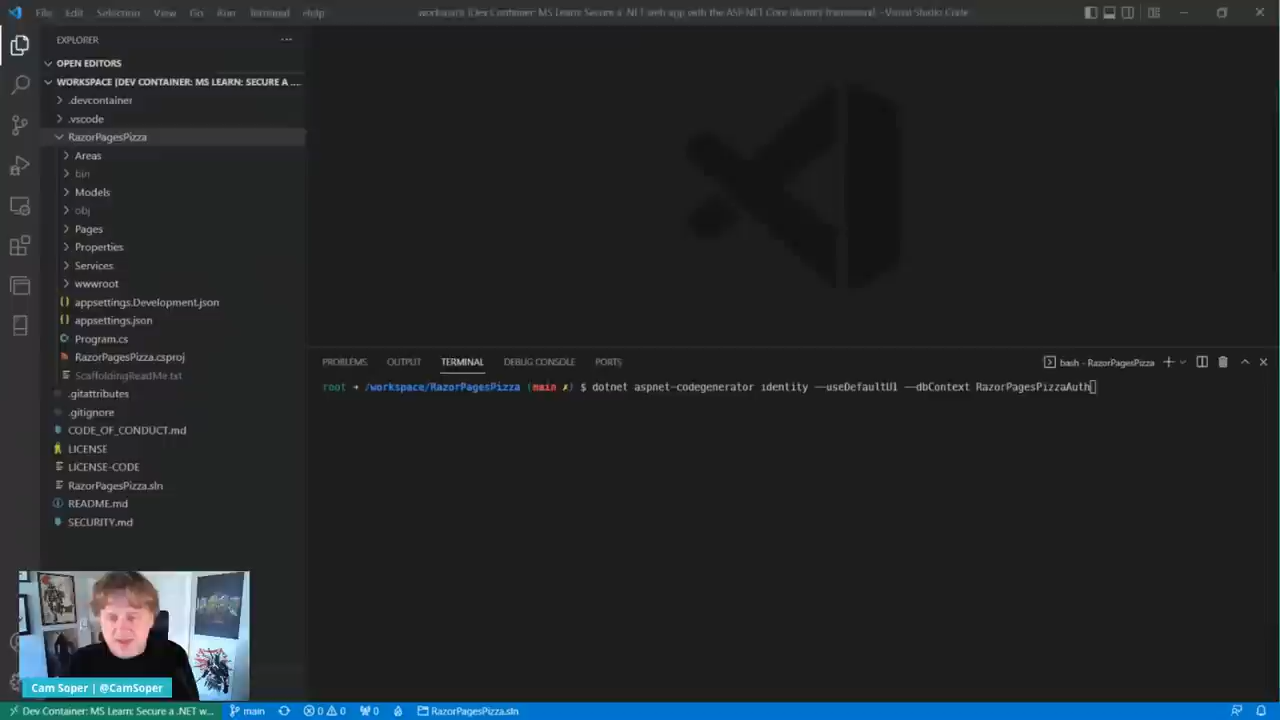 File Edit Selection View Go Run Terminal Help
workspace [Dev Container: MS Learn: Secure a .NET web app with the ASP.NET Core Identity framework] - Visual Studio Code
EXPLORER
OPEN EDITORS
WORKSPACE [DEV CONTAINER: MS LEARN: SECURE A ....
.devcontainer
.vscode
RazorPagesPizza
Areas
bin
Models
obj
Pages
Properties
Services
wwwroot
appsettings.Development.json
appsettings.json
Program.cs
RazorPagesPizza.csproj
ScaffoldingReadMe.txt
.gitattributes
.gitignore
CODE_OF_CONDUCT.md
LICENSE
LICENSE-CODE
RazorPagesPizza.sln
README.md
SECURITY.md
PROBLEMS OUTPUT TERMINAL DEBUG CONSOLE PORTS
bash - RazorPagesPizza
root ➜ /workspace/RazorPagesPizza (main ✗) $ dotnet aspnet-codegenerator identity --useDefaultUI --dbContext RazorPagesPizzaAuth
Cam Soper | @CamSoper
Dev Container: MS Learn: Secure a .NET w... main 0 0 0 RazorPagesPizza.sln